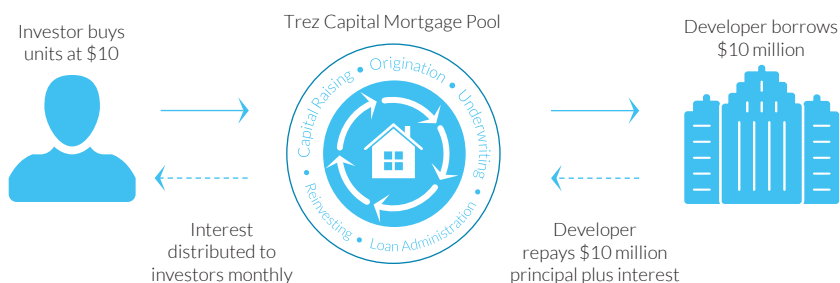 Investor buys
units at $10
Trez Capital Mortgage Pool
Developer borrows
$10 million
Capital Raising • Origination • Underwriting • Loan Administration • Reinvesting •
Interest
distributed to
investors monthly
Developer
repays $10 million
principal plus interest